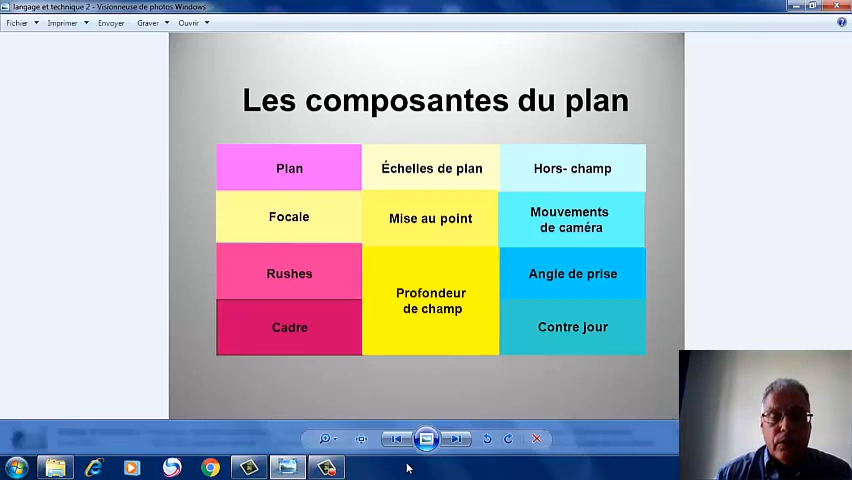 langage et technique 2 - Visionneuse de photos Windows
Fichier Imprimer Envoyer Graver Ouvrir
Les composantes du plan
Plan Échelles de plan Hors- champ
Focale Mise au point Mouvements
de caméra
Rushes Profondeur
de champ Angle de prise
Cadre Contre jour